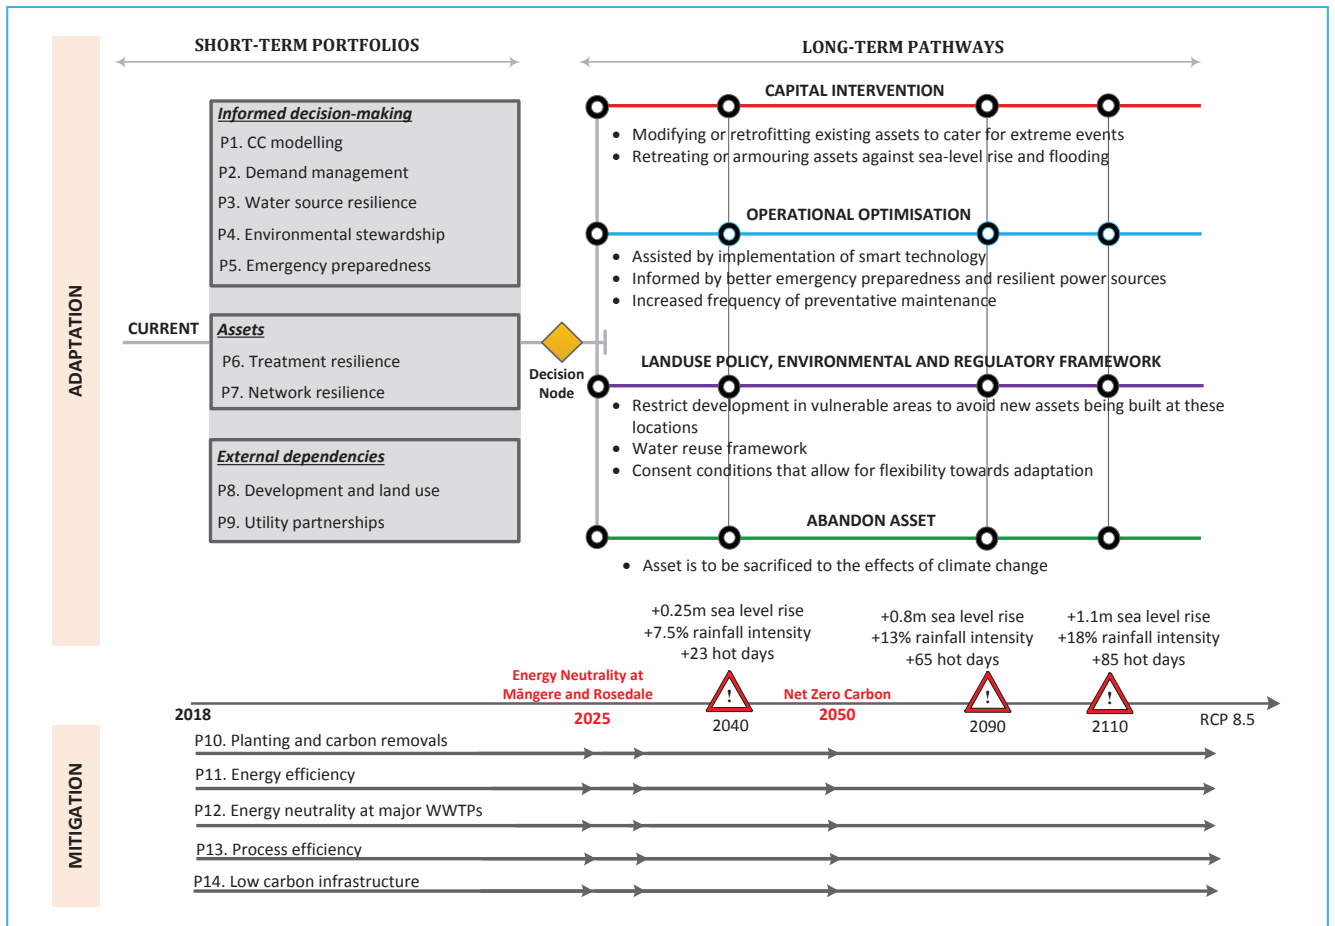 SHORT-TERM PORTFOLIOS
LONG-TERM PATHWAYS
ADAPTATION
CURRENT
Informed decision-making
P1. CC modelling
P2. Demand management
P3. Water source resilience
P4. Environmental stewardship
P5. Emergency preparedness
Assets
P6. Treatment resilience
P7. Network resilience
External dependencies
P8. Development and land use
P9. Utility partnerships
Decision
Node
CAPITAL INTERVENTION
• Modifying or retrofitting existing assets to cater for extreme events
• Retreating or armouring assets against sea-level rise and flooding
OPERATIONAL OPTIMISATION
• Assisted by implementation of smart technology
• Informed by better emergency preparedness and resilient power sources
• Increased frequency of preventative maintenance
LANDUSE POLICY, ENVIRONMENTAL AND REGULATORY FRAMEWORK
• Restrict development in vulnerable areas to avoid new assets being built at these
locations
• Water reuse framework
• Consent conditions that allow for flexibility towards adaptation
ABANDON ASSET
• Asset is to be sacrificed to the effects of climate change
+0.25m sea level rise
+7.5% rainfall intensity
+23 hot days
+0.8m sea level rise
+13% rainfall intensity
+65 hot days
+1.1m sea level rise
+18% rainfall intensity
+85 hot days
Energy Neutrality at
Māngere and Rosedale
2025
Net Zero Carbon
2050
!
!
!
2018
2040
2090
2110
RCP 8.5
MITIGATION
P10. Planting and carbon removals
P11. Energy efficiency
P12. Energy neutrality at major WWTPs
P13. Process efficiency
P14. Low carbon infrastructure